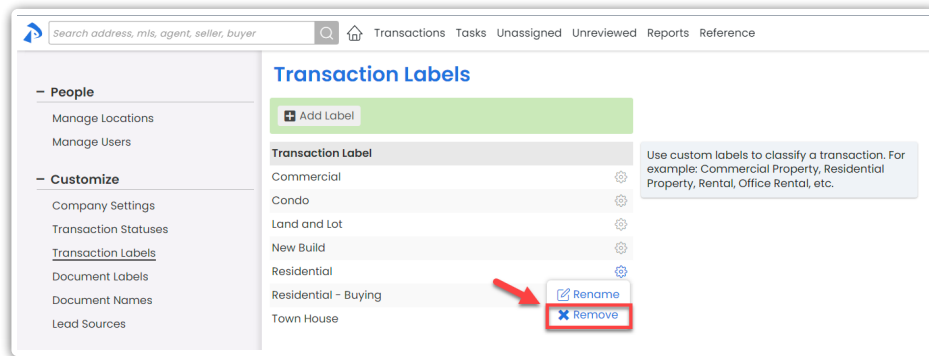 Search address, mls, agent, seller, buyer
Transactions Tasks Unassigned Unreviewed Reports Reference
– People
Manage Locations
Manage Users
– Customize
Company Settings
Transaction Statuses
Transaction Labels
Document Labels
Document Names
Lead Sources
Transaction Labels
Add Label
Transaction Label
Commercial
Condo
Land and Lot
New Build
Residential
Residential - Buying
Town House
Rename
Remove
Use custom labels to classify a transaction. For
example: Commercial Property, Residential
Property, Rental, Office Rental, etc.